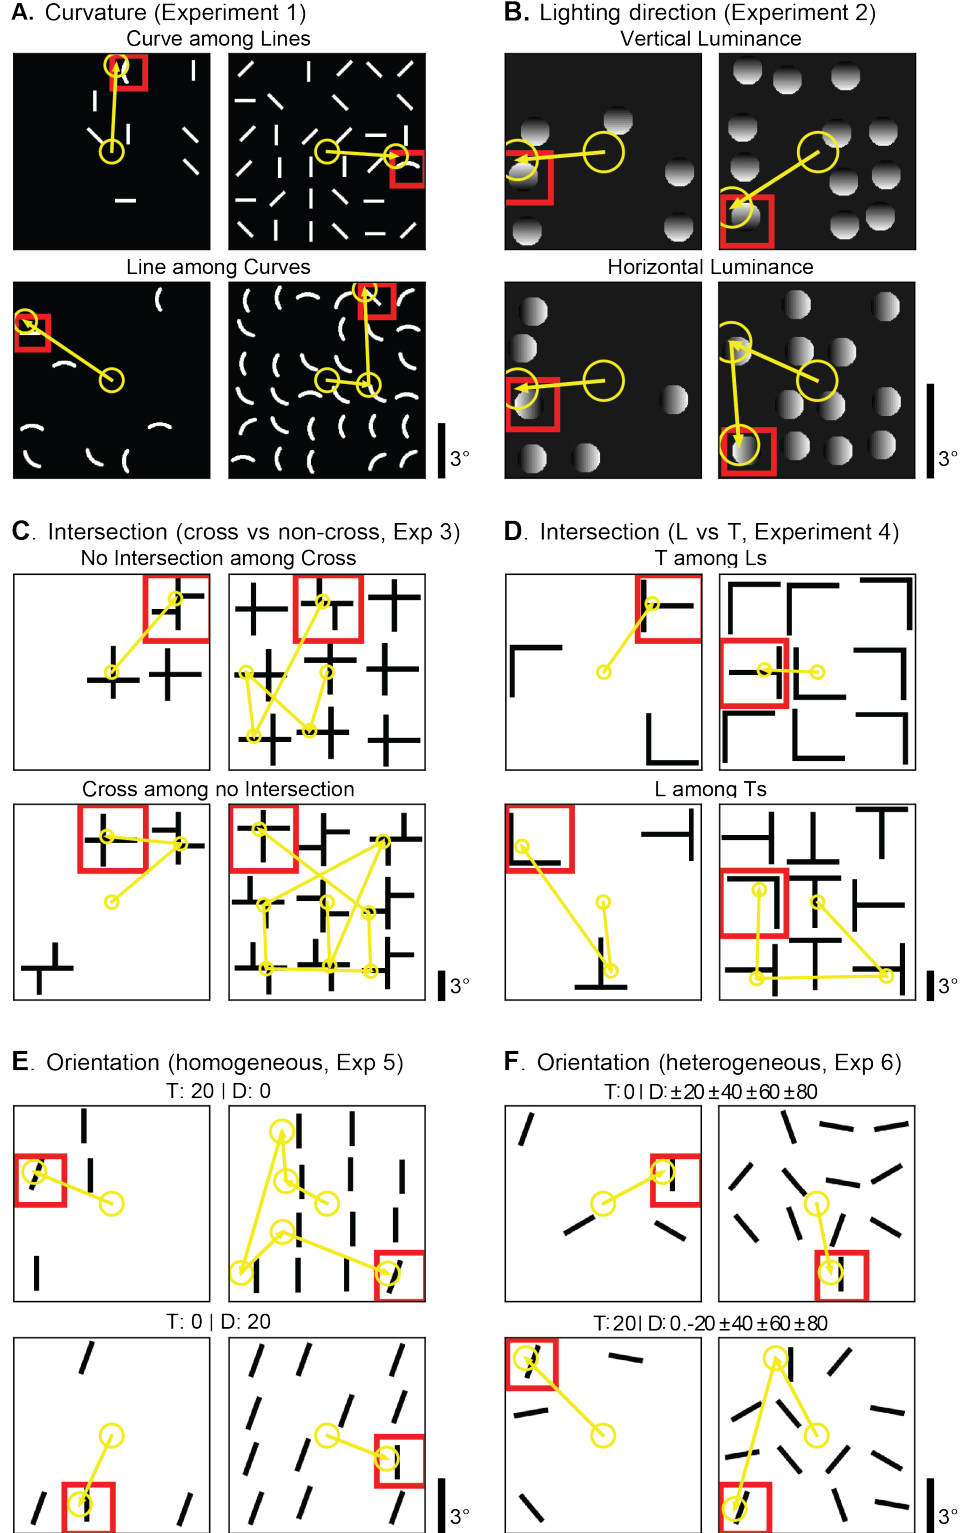 A. Curvature (Experiment 1)
Curve among Lines
Line among Curves
3°
B. Lighting direction (Experiment 2)
Vertical Luminance
Horizontal Luminance
3°
C. Intersection (cross vs non-cross, Exp 3)
No Intersection among Cross
Cross among no Intersection
3°
D. Intersection (L vs T, Experiment 4)
T among Ls
L among Ts
3°
E. Orientation (homogeneous, Exp 5)
T: 20 | D: 0
T: 0 | D: 20
3°
F. Orientation (heterogeneous, Exp 6)
T:0 | D:±20 ±40 ±60 ±80
T:20 | D:0.-20 ±40 ±60 ±80
3°